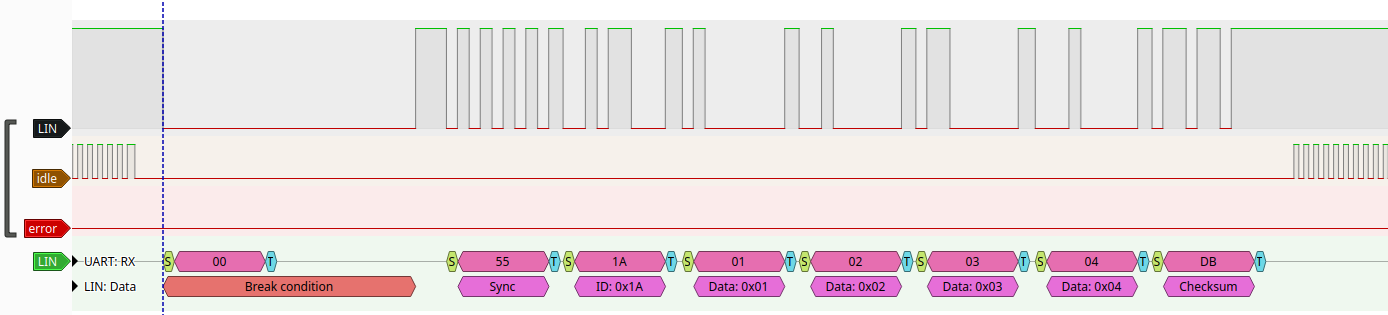 LIN
idle
error
LIN UART: RX S 00 T S 55 T S 1A T S 01 T S 02 T S 03 T S 04 T S DB T
LIN: Data Break condition Sync ID: 0x1A Data: 0x01 Data: 0x02 Data: 0x03 Data: 0x04 Checksum